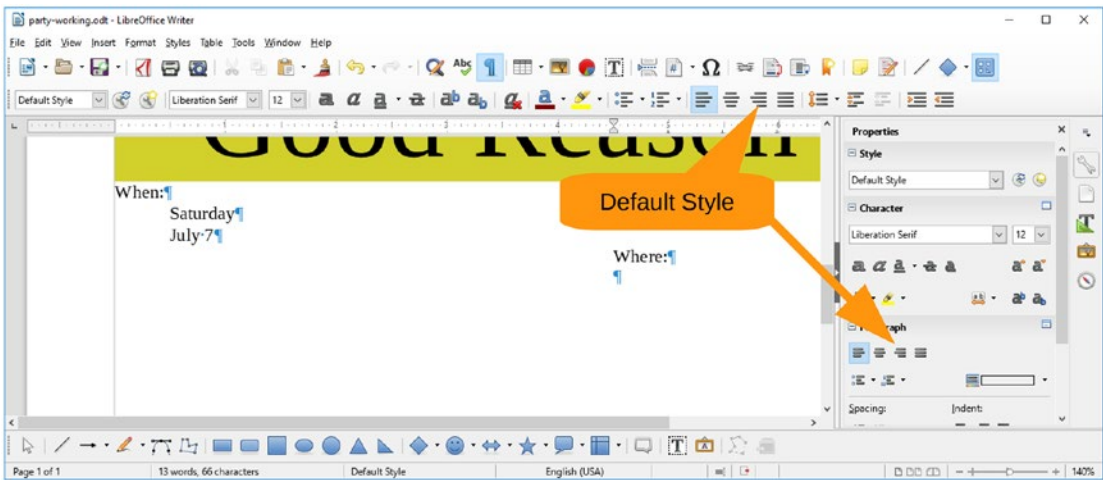 party-working.odt - LibreOffice Writer
File Edit View Insert Format Styles Table Tools Window Help
Default Style Liberation Serif 12
Good Reason
When:¶
Saturday¶
July·7¶
Where:¶
¶
Default Style
Properties
Style
Default Style
Character
Liberation Serif 12
Spacing: Indent:
Page 1 of 1 13 words, 66 characters Default Style English (USA) 140%